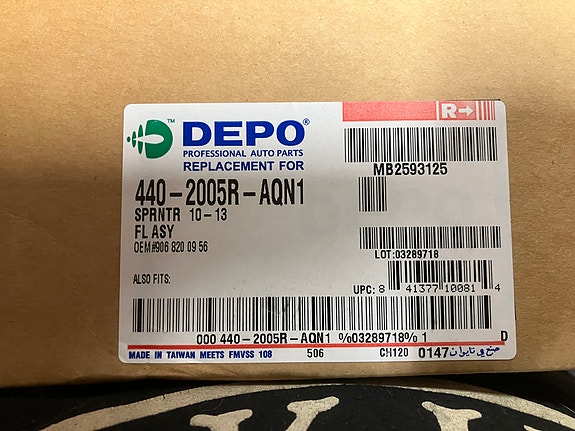 R→
™
DEPO®
PROFESSIONAL AUTO PARTS
REPLACEMENT FOR
MB2593125
440-2005R-AQN1
SPRNTR 10-13
FL ASY
OEM#906 820 09 56
LOT:03289718
ALSO FITS:
UPC: 8 41377 10081 4
000 440-2005R-AQN1 %03289718% 1 D
MADE IN TAIWAN MEETS FMVSS 108 506 CH120 0147 صنع في تايوان